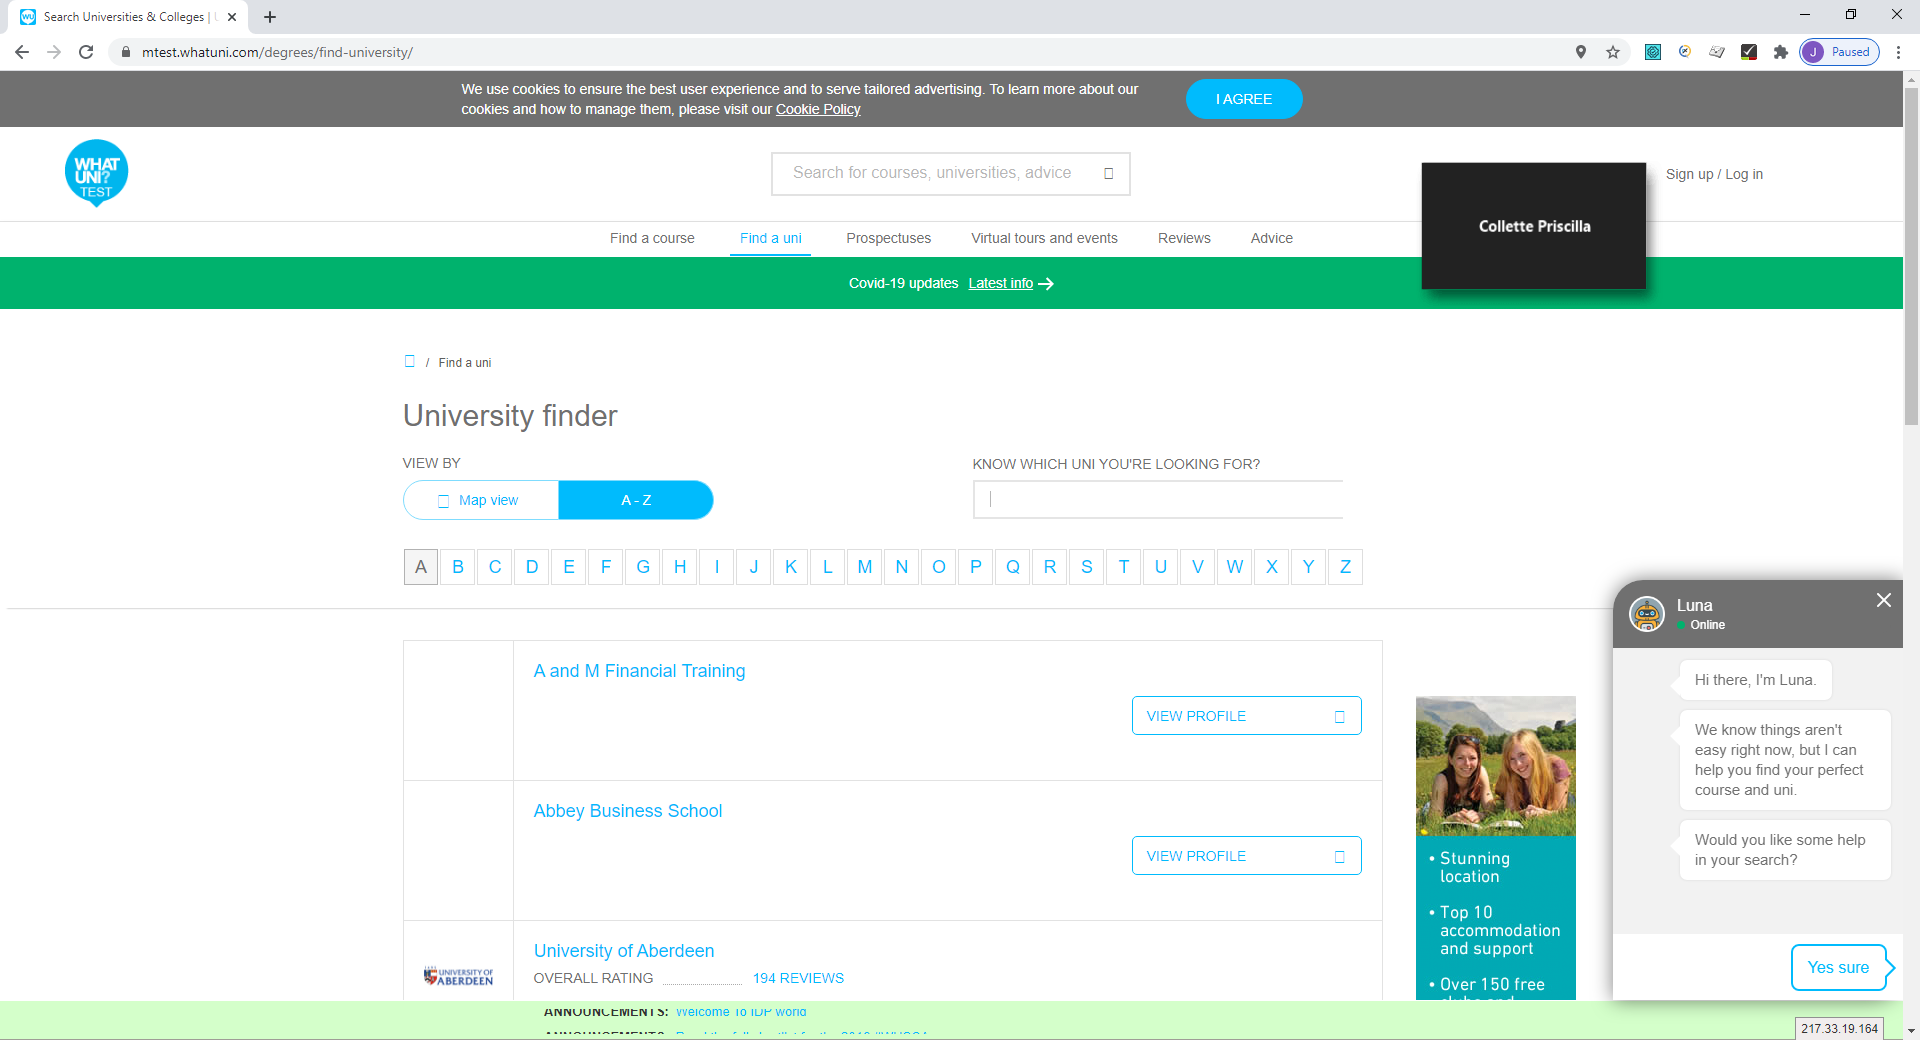 Search Universities & Colleges |
mtest.whatuni.com/degrees/find-university/
J Paused
We use cookies to ensure the best user experience and to serve tailored advertising. To learn more about our
cookies and how to manage them, please visit our Cookie Policy
I AGREE
WHAT
UNI?
TEST
Search for courses, universities, advice
Sign up / Log in
Collette Priscilla
Find a course
Find a uni
Prospectuses
Virtual tours and events
Reviews
Advice
Covid-19 updates Latest info
/ Find a uni
University finder
VIEW BY
KNOW WHICH UNI YOU'RE LOOKING FOR?
Map view
A - Z
A B C D E F G H I J K L M N O P Q R S T U V W X Y Z
A and M Financial Training
VIEW PROFILE
Abbey Business School
VIEW PROFILE
UNIVERSITY OF
ABERDEEN
University of Aberdeen
OVERALL RATING 194 REVIEWS
• Stunning
location
• Top 10
accommodation
and support
• Over 150 free
Luna
Online
Hi there, I'm Luna.
We know things aren't
easy right now, but I can
help you find your perfect
course and uni.
Would you like some help
in your search?
Yes sure
ANNOUNCEMENTS: Welcome To IDP world
217.33.19.164